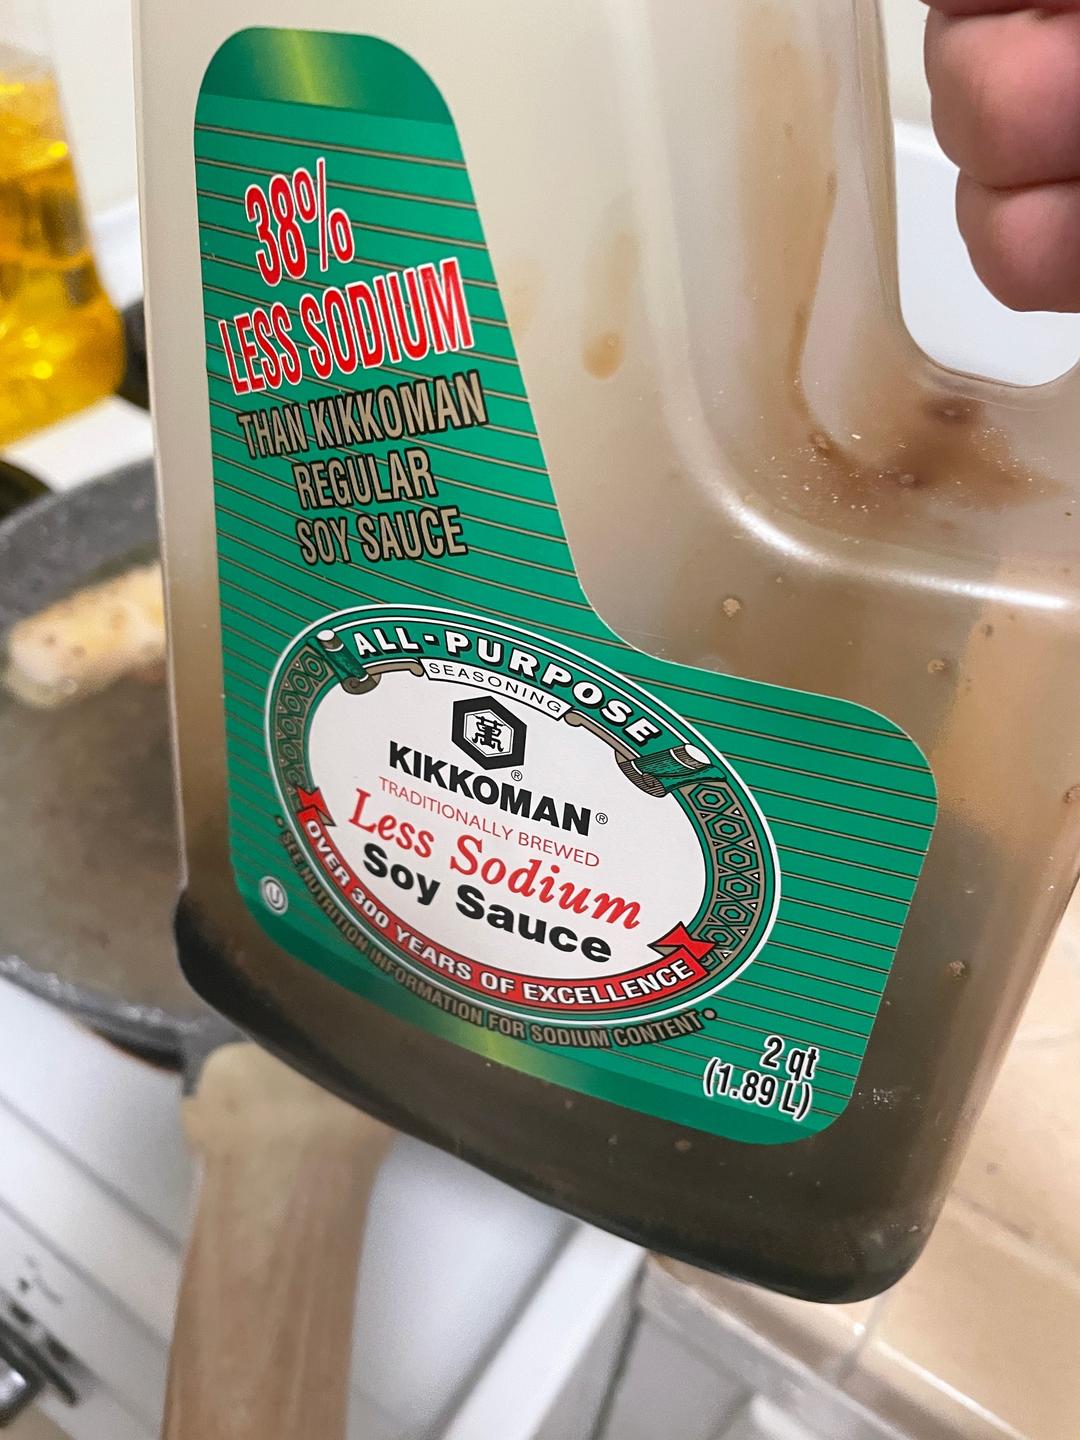 38%
LESS SODIUM
THAN KIKKOMAN
REGULAR
SOY SAUCE
ALL-PURPOSE
SEASONING
萬
KIKKOMAN®
TRADITIONALLY BREWED
Less Sodium
Soy Sauce
OVER 300 YEARS OF EXCELLENCE
• SEE NUTRITION INFORMATION FOR SODIUM CONTENT •
U
2 qt
(1.89 L)